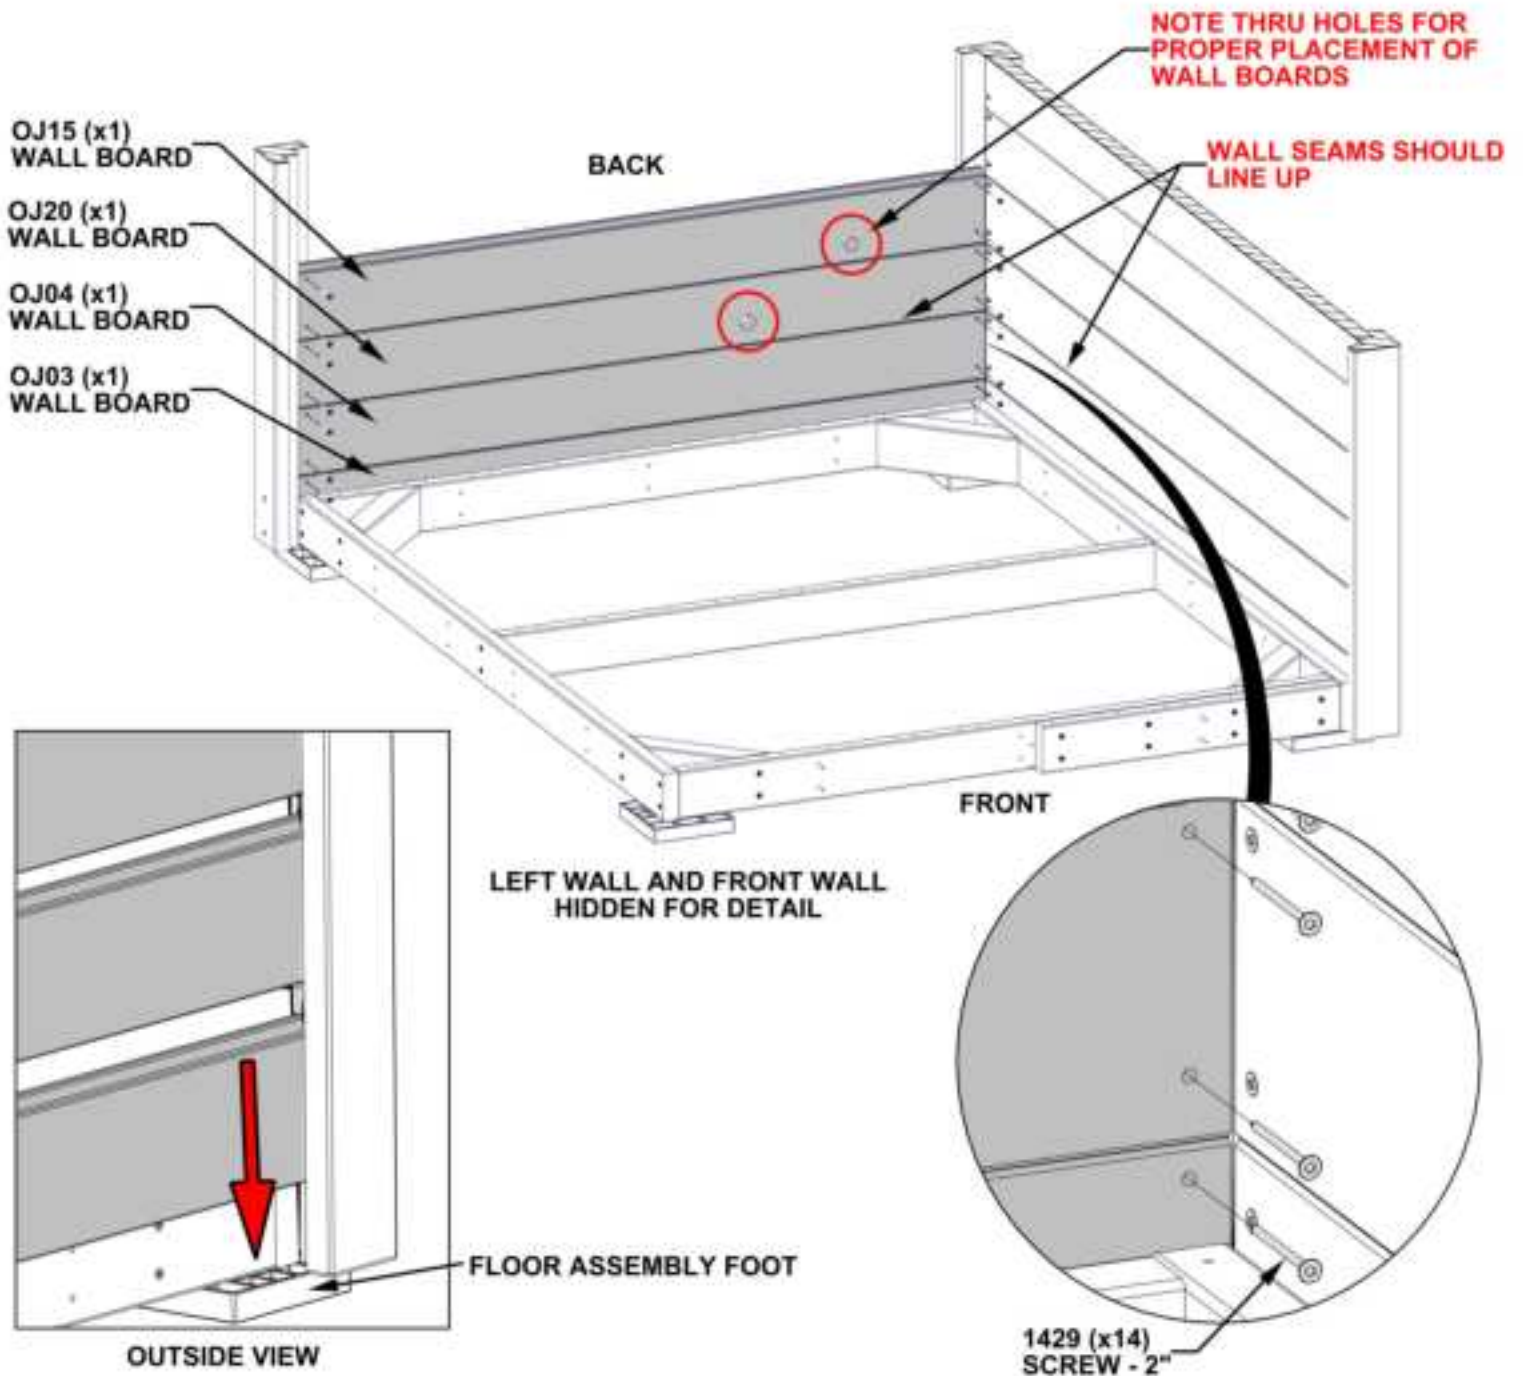 NOTE THRU HOLES FOR
PROPER PLACEMENT OF
WALL BOARDS
OJ15 (x1)
WALL BOARD
BACK
WALL SEAMS SHOULD
LINE UP
OJ20 (x1)
WALL BOARD
OJ04 (x1)
WALL BOARD
OJ03 (x1)
WALL BOARD
FRONT
LEFT WALL AND FRONT WALL
HIDDEN FOR DETAIL
FLOOR ASSEMBLY FOOT
OUTSIDE VIEW
1429 (x14)
SCREW - 2"